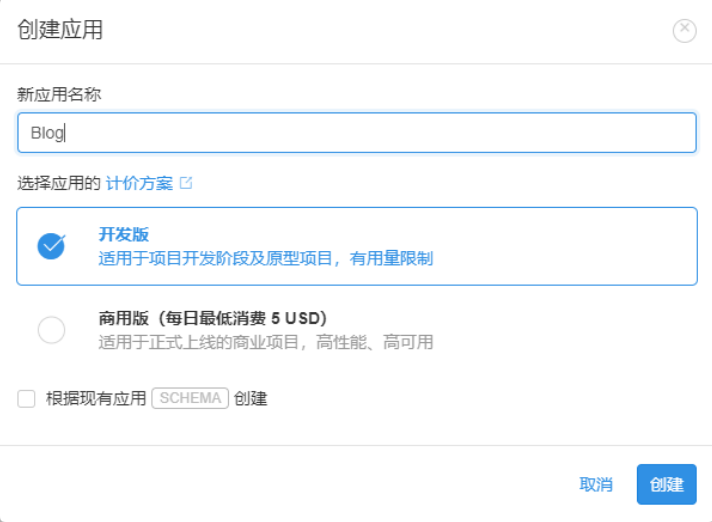 创建应用
新应用名称
Blog
选择应用的 计价方案
开发版
适用于项目开发阶段及原型项目，有用量限制
商用版（每日最低消费 5 USD）
适用于正式上线的商业项目，高性能、高可用
根据现有应用 SCHEMA 创建
取消 创建